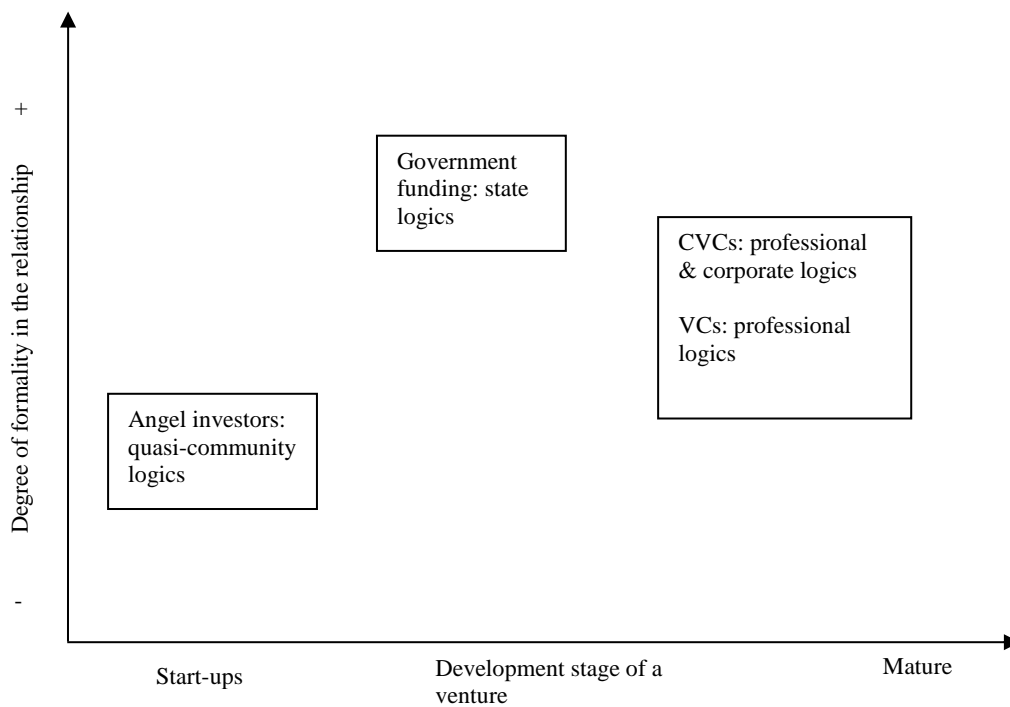 +
Degree of formality in the relationship
-
Government
funding: state
logics
CVCs: professional
& corporate logics
VCs: professional
logics
Angel investors:
quasi-community
logics
Start-ups
Development stage of a
venture
Mature